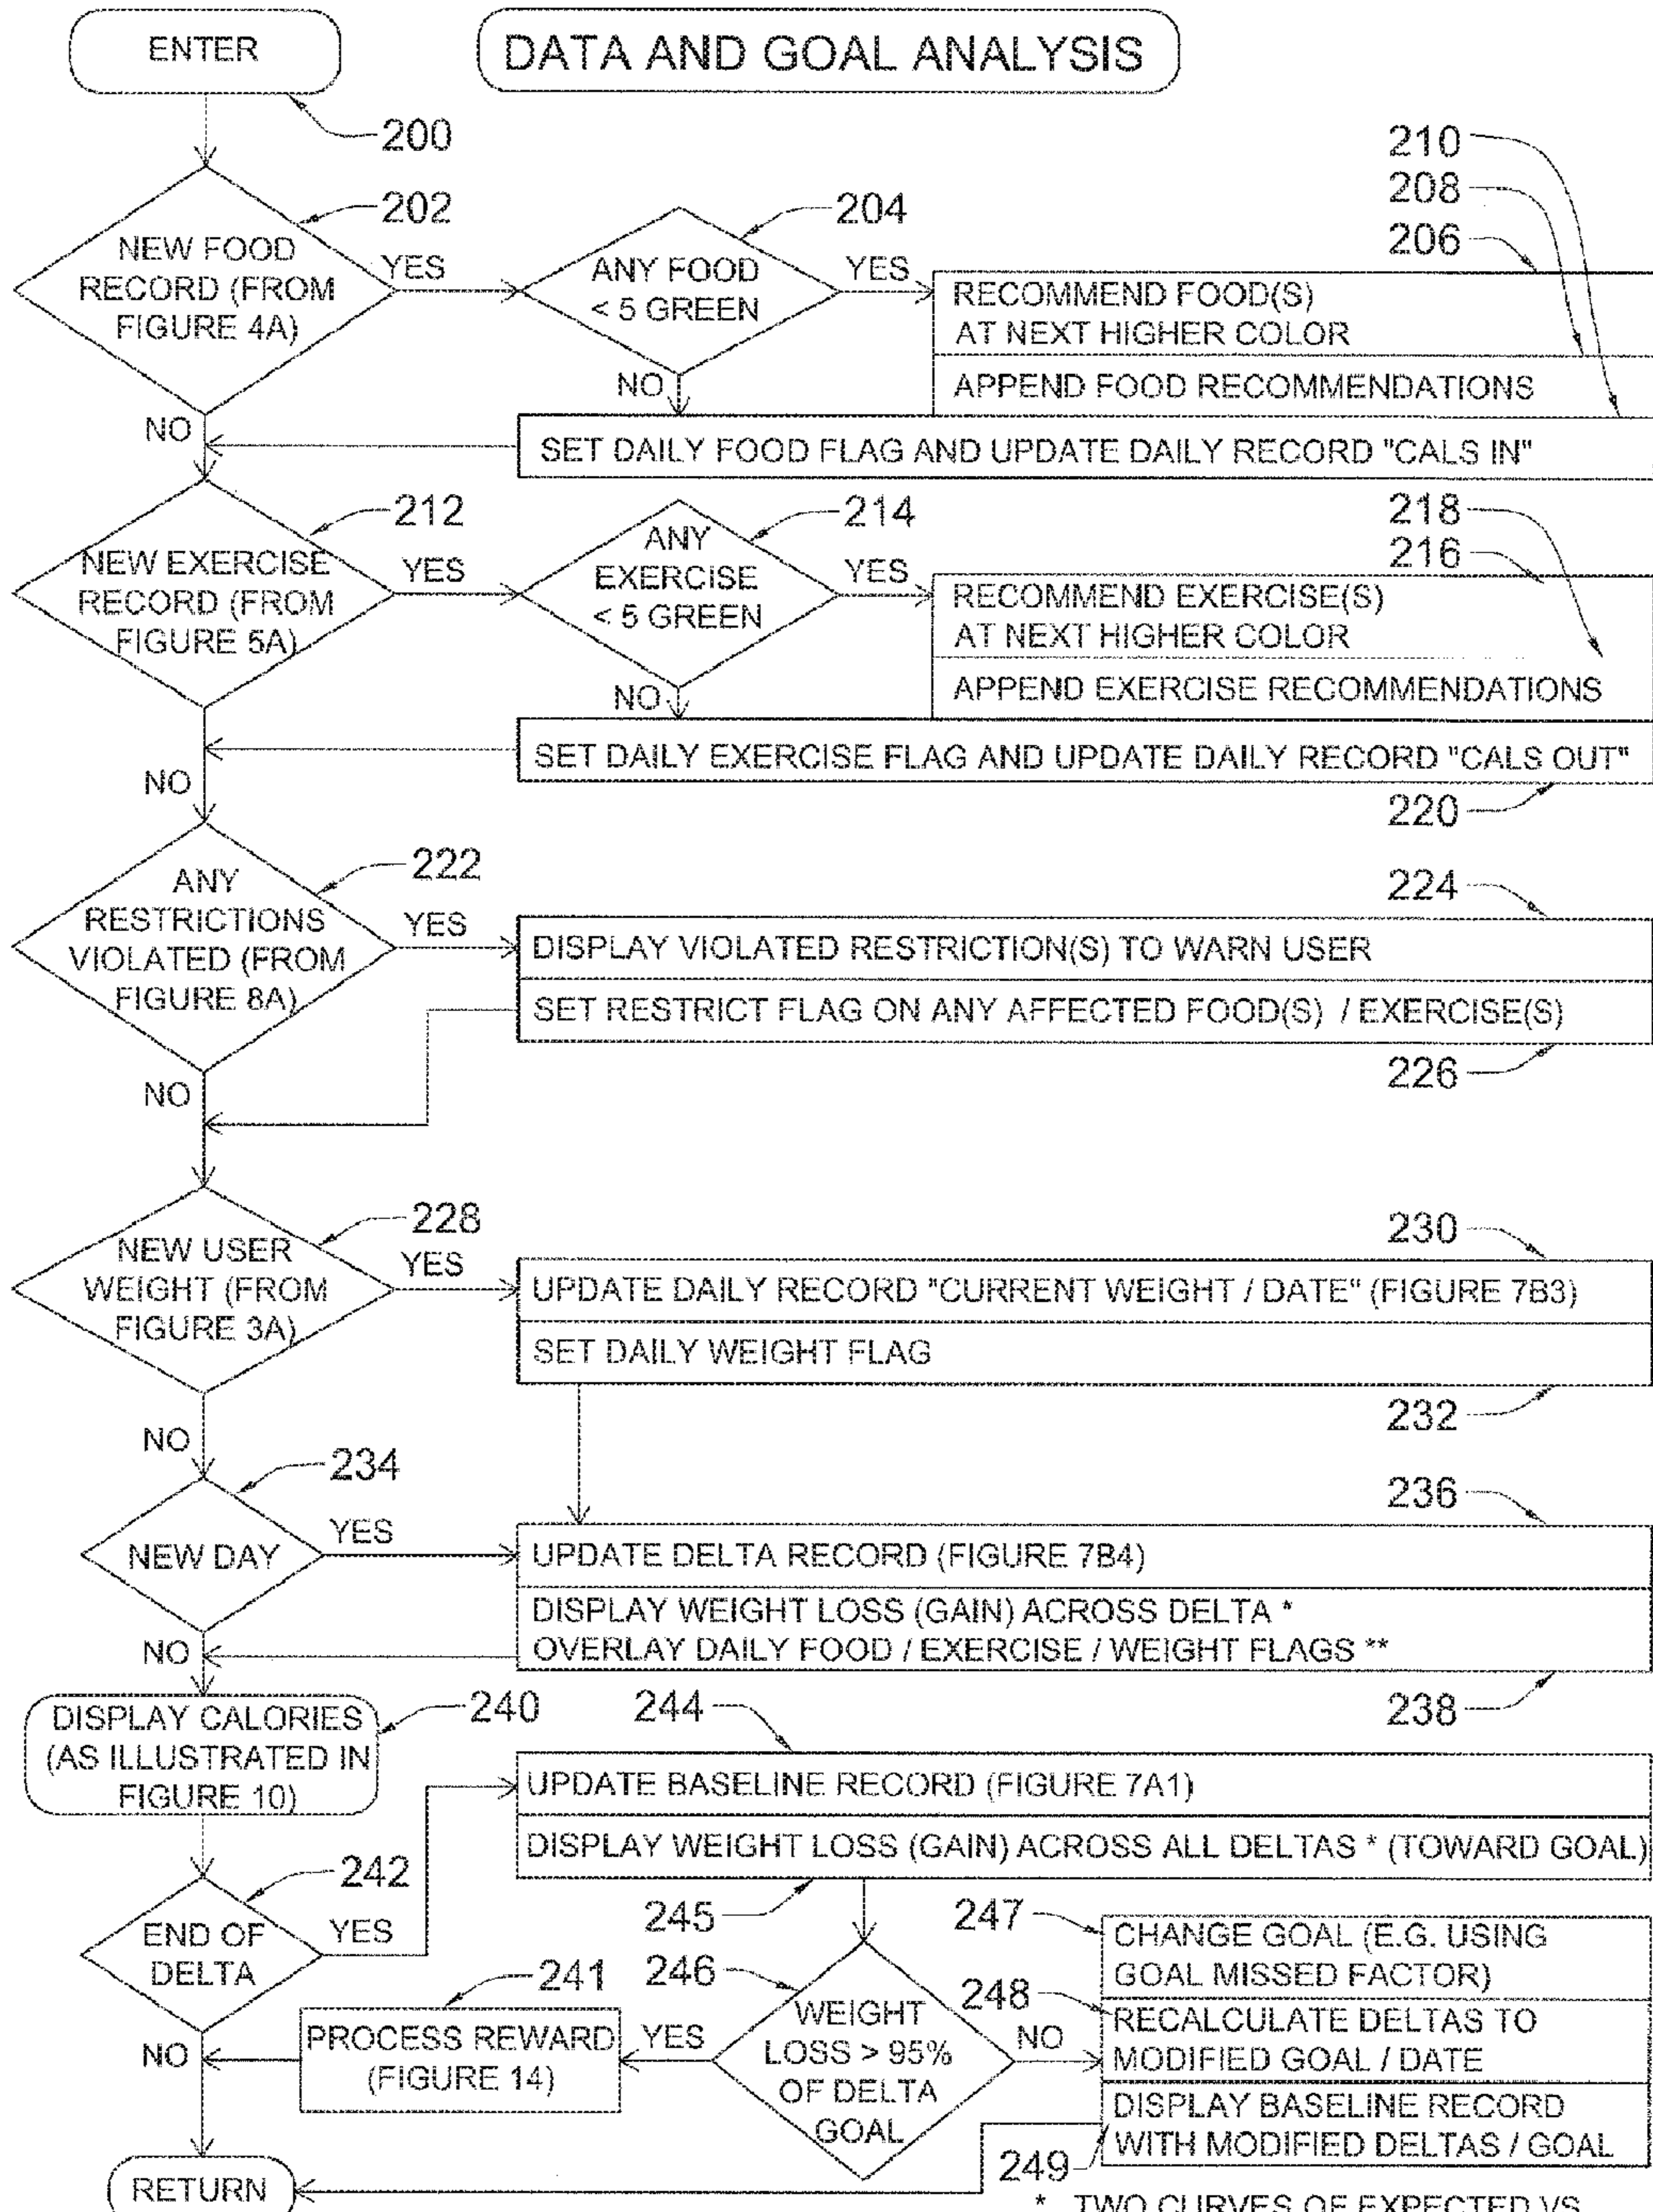 ENTER
DATA AND GOAL ANALYSIS
200
210
208
206
202
NEW FOOD
RECORD (FROM
FIGURE 4A)
YES
204
ANY FOOD
< 5 GREEN
YES
RECOMMEND FOOD(S)
AT NEXT HIGHER COLOR
APPEND FOOD RECOMMENDATIONS
NO
NO
SET DAILY FOOD FLAG AND UPDATE DAILY RECORD "CALS IN"
212
NEW EXERCISE
RECORD (FROM
FIGURE 5A)
YES
214
ANY
EXERCISE
< 5 GREEN
YES
218
216
RECOMMEND EXERCISE(S)
AT NEXT HIGHER COLOR
APPEND EXERCISE RECOMMENDATIONS
NO
SET DAILY EXERCISE FLAG AND UPDATE DAILY RECORD "CALS OUT"
NO
220
222
ANY
RESTRICTIONS
VIOLATED (FROM
FIGURE 8A)
YES
224
DISPLAY VIOLATED RESTRICTION(S) TO WARN USER
SET RESTRICT FLAG ON ANY AFFECTED FOOD(S) / EXERCISE(S)
226
NO
228
NEW USER
WEIGHT (FROM
FIGURE 3A)
YES
230
UPDATE DAILY RECORD "CURRENT WEIGHT / DATE" (FIGURE 7B3)
SET DAILY WEIGHT FLAG
232
NO
234
NEW DAY
YES
236
UPDATE DELTA RECORD (FIGURE 7B4)
DISPLAY WEIGHT LOSS (GAIN) ACROSS DELTA *
OVERLAY DAILY FOOD / EXERCISE / WEIGHT FLAGS **
238
NO
DISPLAY CALORIES
(AS ILLUSTRATED IN
FIGURE 10)
240
244
UPDATE BASELINE RECORD (FIGURE 7A1)
DISPLAY WEIGHT LOSS (GAIN) ACROSS ALL DELTAS * (TOWARD GOAL)
242
END OF
DELTA
YES
245
246
WEIGHT
LOSS > 95%
OF DELTA
GOAL
YES
NO
241
PROCESS REWARD
(FIGURE 14)
NO
247
CHANGE GOAL (E.G. USING
GOAL MISSED FACTOR)
248
RECALCULATE DELTAS TO
MODIFIED GOAL / DATE
DISPLAY BASELINE RECORD
WITH MODIFIED DELTAS / GOAL
249
RETURN
* TWO CURVES OF EXPECTED VS